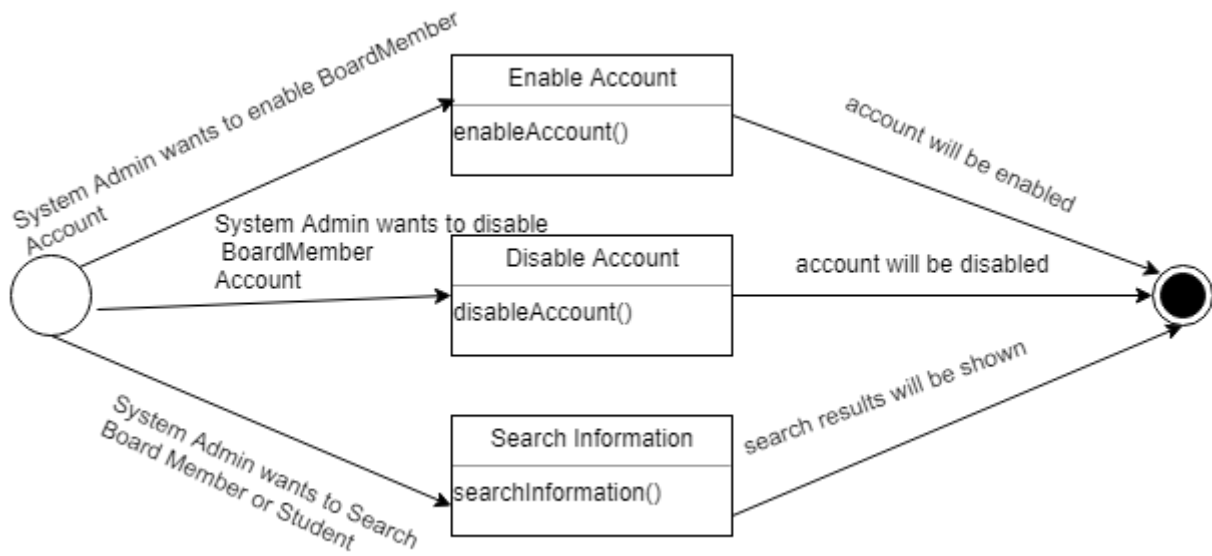 System Admin wants to enable BoardMember
Account
Enable Account
enableAccount()
account will be enabled
System Admin wants to disable
BoardMember
Account
Disable Account
disableAccount()
account will be disabled
System Admin wants to Search
Board Member or Student
Search Information
searchInformation()
search results will be shown